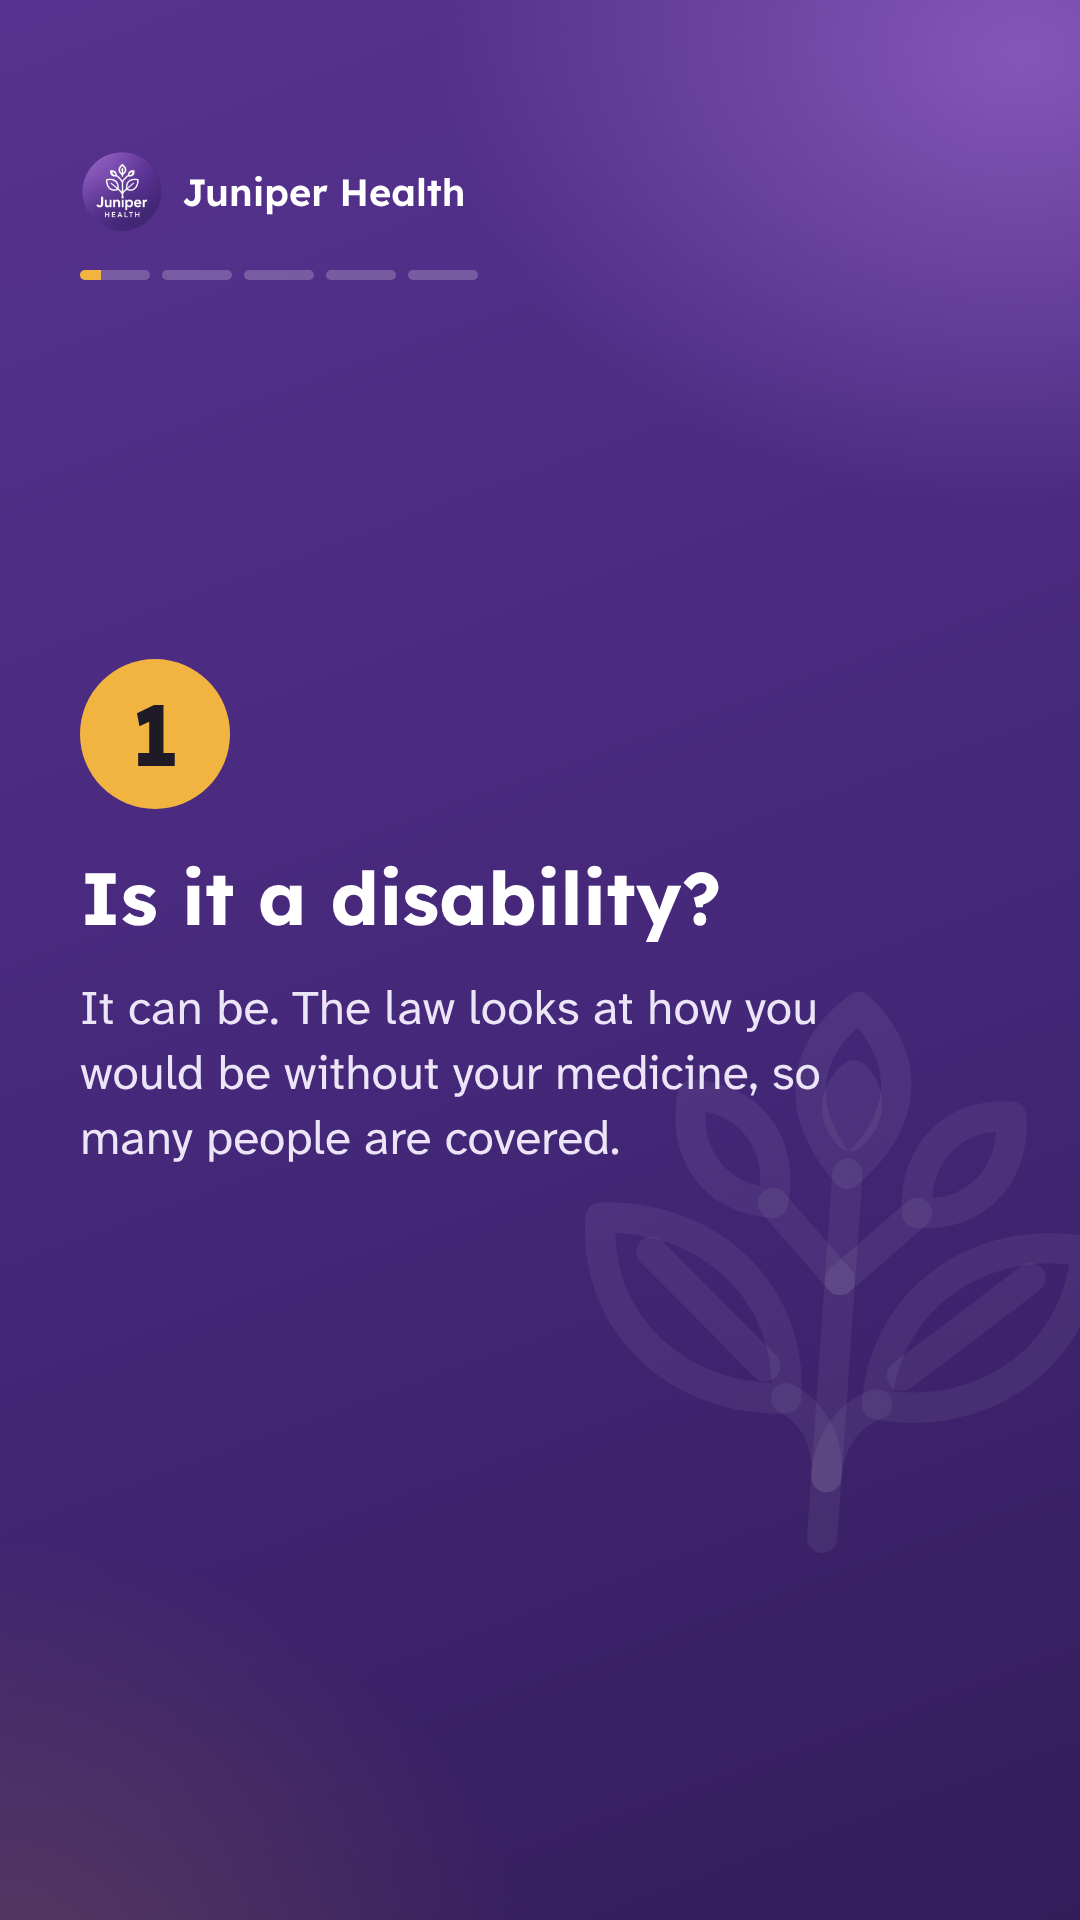 Juniper
HEALTH
Juniper Health
1
Is it a disability?
It can be. The law looks at how you
would be without your medicine, so
many people are covered.